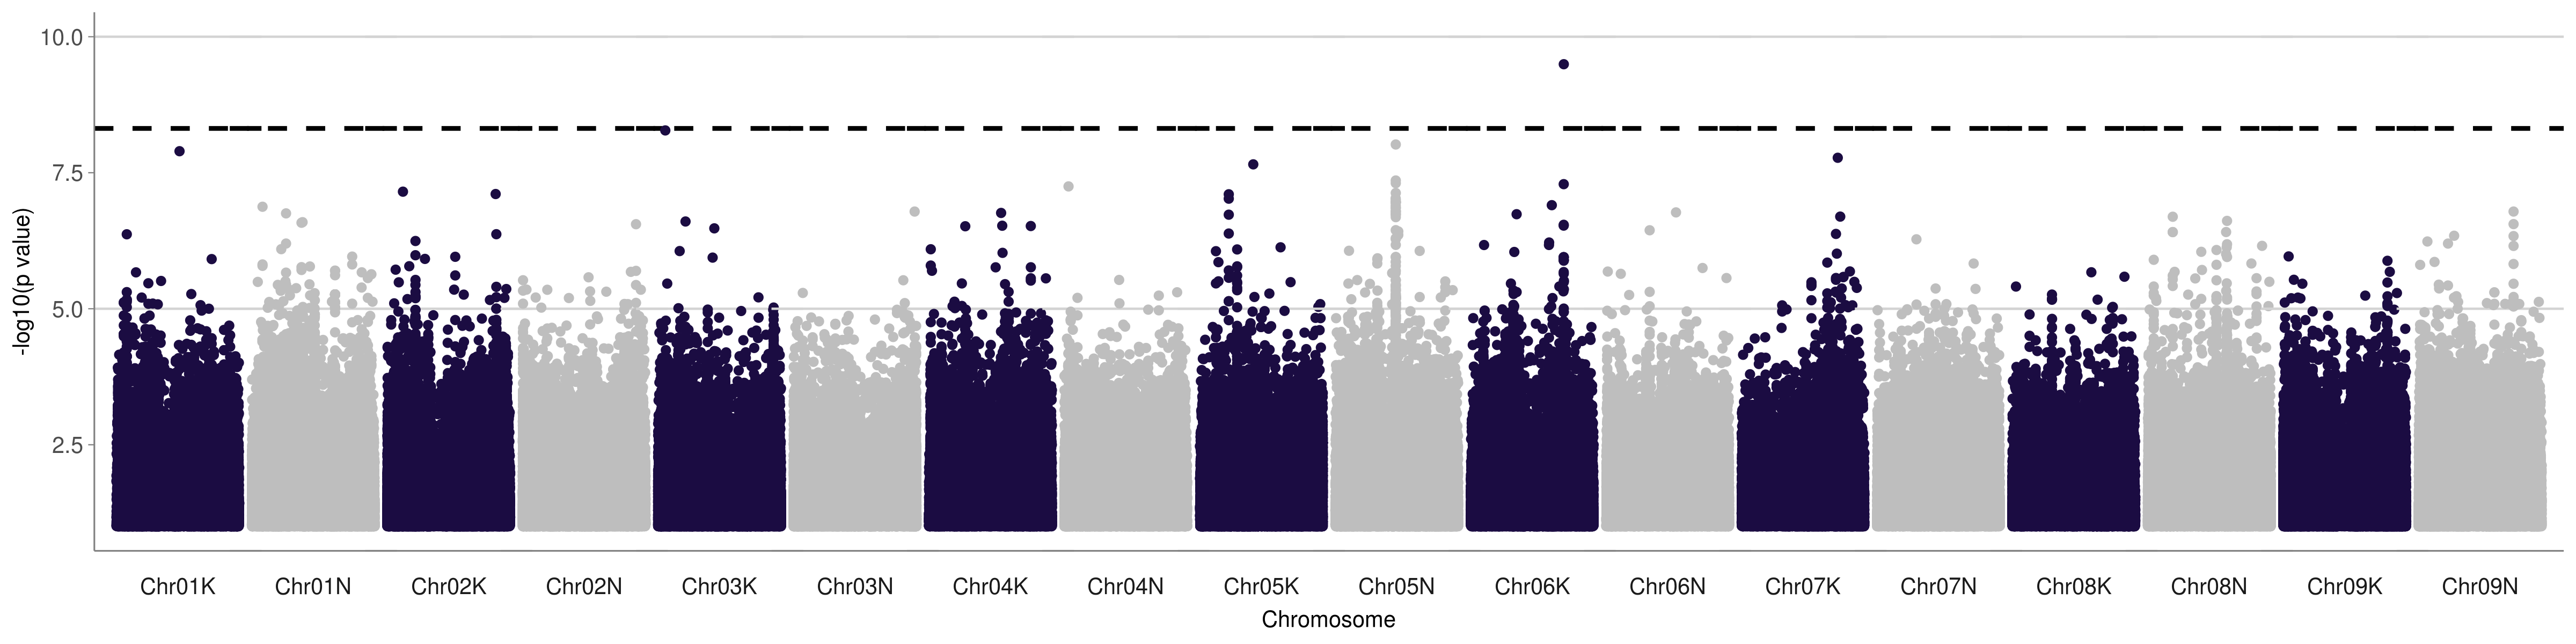 -log10(p value)
10.0
7.5
5.0
2.5
Chr01K Chr01N Chr02K Chr02N Chr03K Chr03N Chr04K Chr04N Chr05K Chr05N Chr06K Chr06N Chr07K Chr07N Chr08K Chr08N Chr09K Chr09N
Chromosome